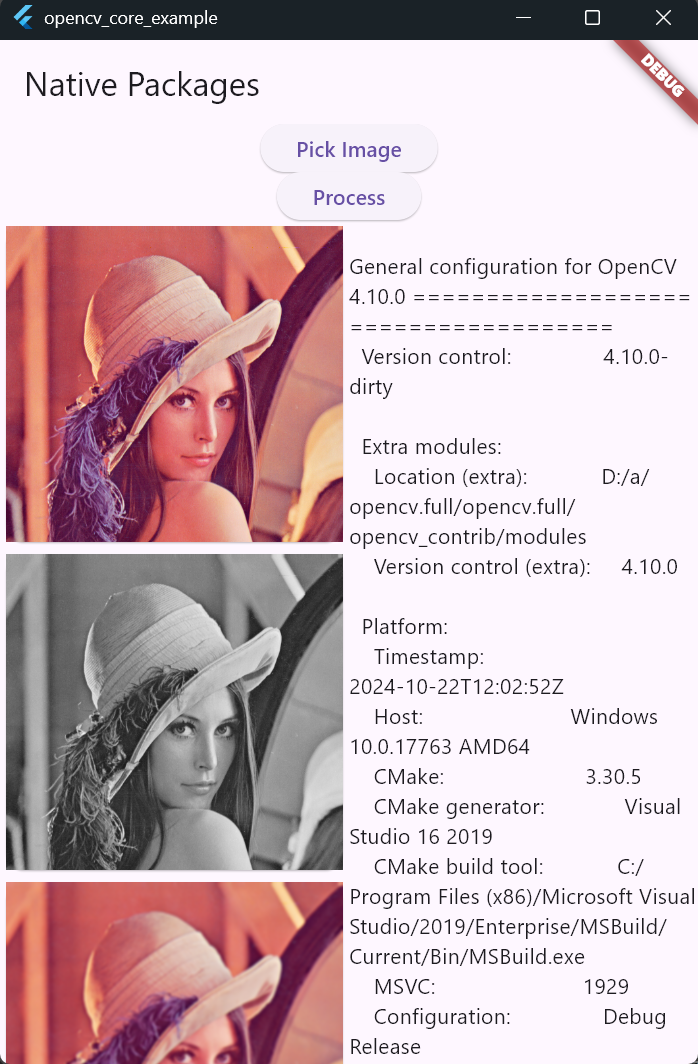 opencv_core_example
DEBUG
Native Packages
Pick Image
Process
General configuration for OpenCV
4.10.0 ===================
==================
Version control: 4.10.0-
dirty
Extra modules:
Location (extra): D:/a/
opencv.full/opencv.full/
opencv_contrib/modules
Version control (extra): 4.10.0
Platform:
Timestamp:
2024-10-22T12:02:52Z
Host: Windows
10.0.17763 AMD64
CMake: 3.30.5
CMake generator: Visual
Studio 16 2019
CMake build tool: C:/
Program Files (x86)/Microsoft Visual
Studio/2019/Enterprise/MSBuild/
Current/Bin/MSBuild.exe
MSVC: 1929
Configuration: Debug
Release